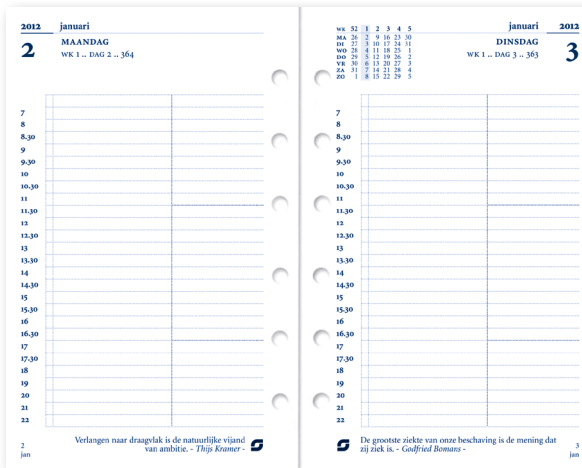 2012 januari
2 MAANDAG
WK 1 .. DAG 2 .. 364
7
8
8.30
9
9.30
10
10.30
11
11.30
12
12.30
13
13.30
14
14.30
15
15.30
16
16.30
17
17.30
18
19
20
21
22
2
jan
Verlangen naar draagvlak is de natuurlijke vijand
van ambitie. - Thijs Kramer -
WK 52 1 2 3 4 5
MA 26 2 9 16 23 30
DI 27 3 10 17 24 31
WO 28 4 11 18 25 1
DO 29 5 12 19 26 2
VR 30 6 13 20 27 3
ZA 31 7 14 21 28 4
ZO 1 8 15 22 29 5
januari 2012
DINSDAG 3
WK 1 .. DAG 3 .. 363
7
8
8.30
9
9.30
10
10.30
11
11.30
12
12.30
13
13.30
14
14.30
15
15.30
16
16.30
17
17.30
18
19
20
21
22
De grootste ziekte van onze beschaving is de mening dat
zij ziek is. - Godfried Bomans -
3
jan